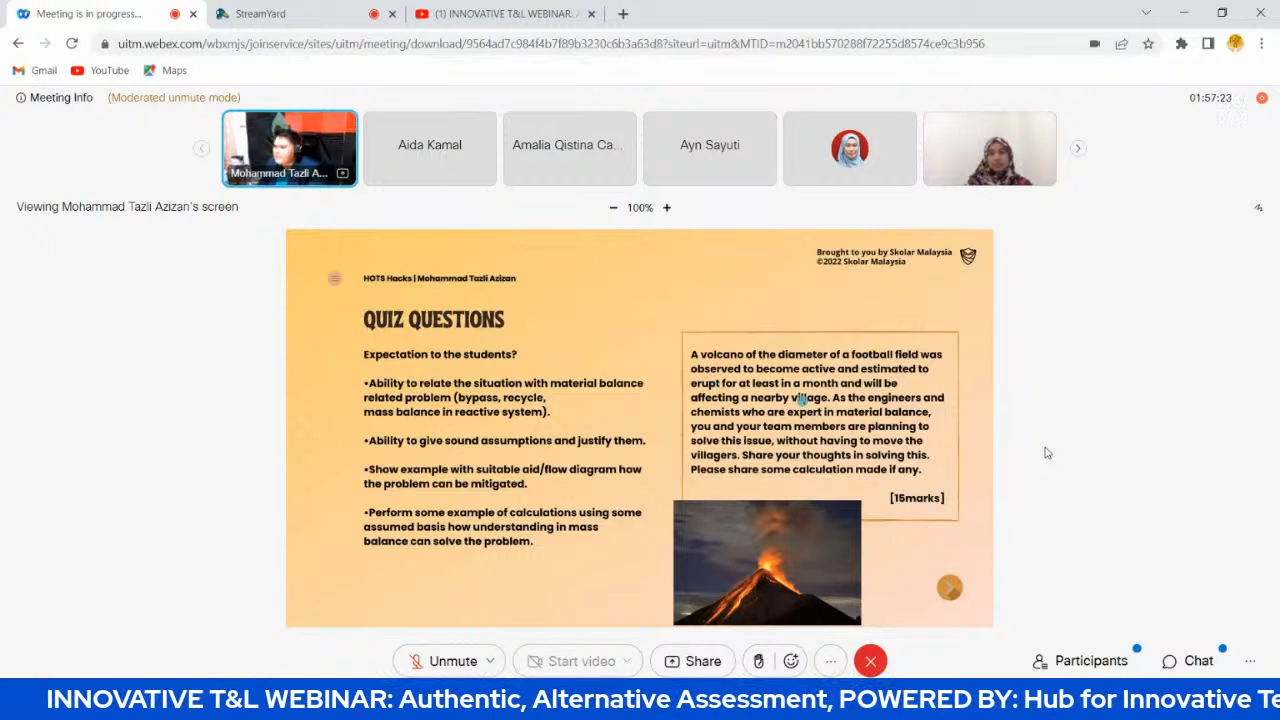 Meeting is in progress...
StreamYard
(1) INNOVATIVE T&L WEBINAR: A
uitm.webex.com/wbxmjs/joinservice/sites/uitm/meeting/download/9564ad7c984f4b7f89b3230c6b3a63d8?siteurl=uitm&MTID=m2041bb570288f72255d8574ce9c3b956
Gmail YouTube Maps
Meeting Info (Moderated unmute mode)
01:57:23
Mohammad Tazli A...
Aida Kamal
Amalia Qistina Ca...
Ayn Sayuti
Viewing Mohammad Tazli Azizan's screen
100%
Brought to you by Skolar Malaysia
©2022 Skolar Malaysia
HOTS Hacks | Mohammad Tazli Azizan
QUIZ QUESTIONS
Expectation to the students?
•Ability to relate the situation with material balance
related problem (bypass, recycle,
mass balance in reactive system).
•Ability to give sound assumptions and justify them.
•Show example with suitable aid/flow diagram how
the problem can be mitigated.
•Perform some example of calculations using some
assumed basis how understanding in mass
balance can solve the problem.
A volcano of the diameter of a football field was
observed to become active and estimated to
erupt for at least in a month and will be
affecting a nearby village. As the engineers and
chemists who are expert in material balance,
you and your team members are planning to
solve this issue, without having to move the
villagers. Share your thoughts in solving this.
Please share some calculation made if any.
[15marks]
Unmute
Start video
Share
Participants
Chat
INNOVATIVE T&L WEBINAR: Authentic, Alternative Assessment, POWERED BY: Hub for Innovative Te